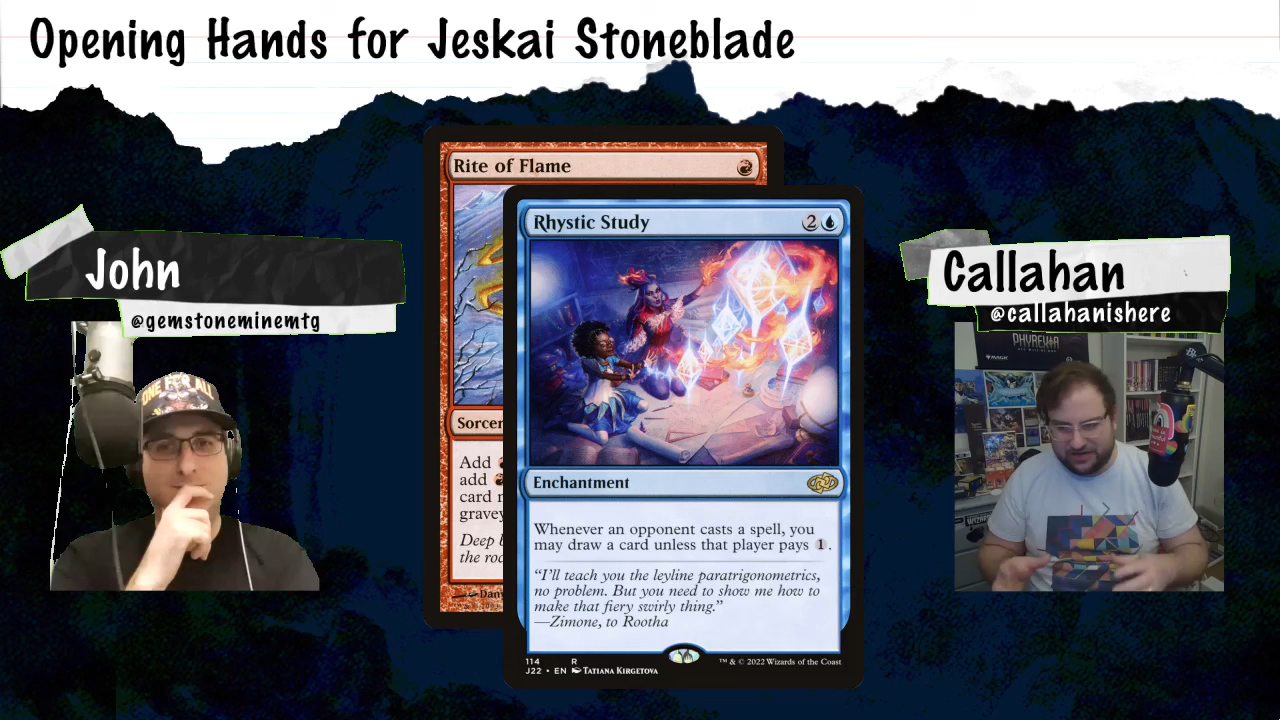 Opening Hands for Jeskai Stoneblade
John
@gemstoneminemtg
Callahan
@callahanishere
PHYREXIA
MAGIC
Rite of Flame
Sorcer
Add
add
card
gravey
Deep
the roo
Rhystic Study
2
Enchantment
Whenever an opponent casts a spell, you
may draw a card unless that player pays 1.
“I’ll teach you the leyline paratrigonometrics,
no problem. But you need to show me how to
make that fiery swirly thing.”
—Zimone, to Rootha
114 R
J22 • EN TATIANA KIRGETOVA
™ & © 2022 Wizards of the Coast